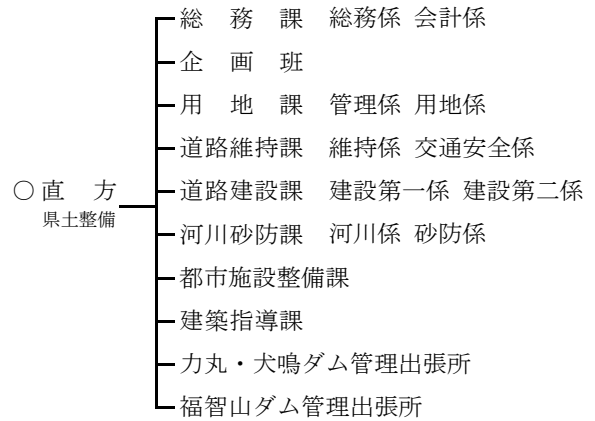 総務課 総務係 会計係
企画班
用地課 管理係 用地係
道路維持課 維持係 交通安全係
○直方
県土整備
道路建設課 建設第一係 建設第二係
河川砂防課 河川係 砂防係
都市施設整備課
建築指導課
力丸・犬鳴ダム管理出張所
福智山ダム管理出張所